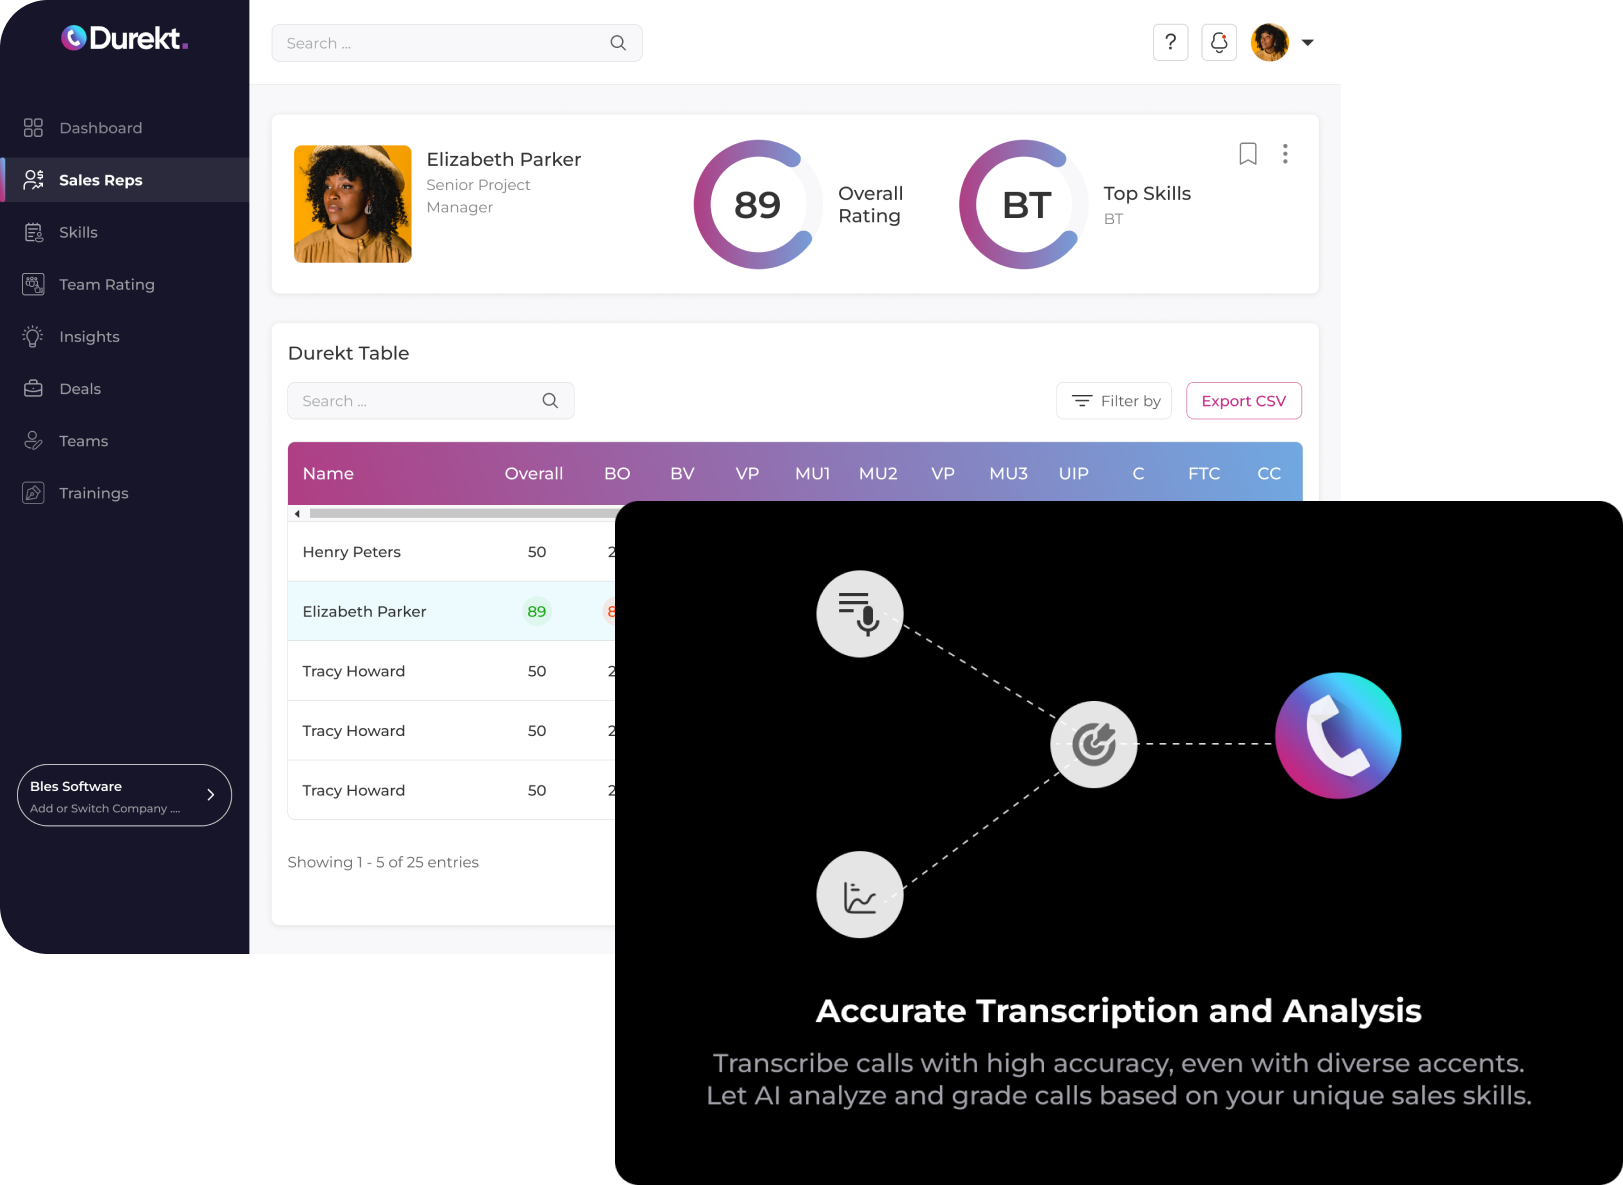 Durekt.
Search ...
?
Dashboard
Sales Reps
Skills
Team Rating
Insights
Deals
Teams
Trainings
Bles Software
Add or Switch Company ....
Elizabeth Parker
Senior Project
Manager
89
Overall
Rating
BT
Top Skills
BT
Durekt Table
Search ...
Filter by
Export CSV
Name Overall BO BV VP MU1 MU2 VP MU3 UIP C FTC CC
Henry Peters 50 2
Elizabeth Parker 89 8
Tracy Howard 50 2
Tracy Howard 50 2
Tracy Howard 50 2
Showing 1 - 5 of 25 entries
Accurate Transcription and Analysis
Transcribe calls with high accuracy, even with diverse accents.
Let AI analyze and grade calls based on your unique sales skills.